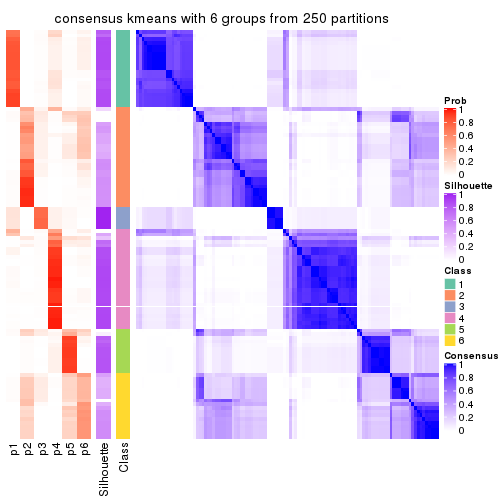 consensus kmeans with 6 groups from 250 partitions
Prob
1
0.8
0.6
0.4
0.2
0
Silhouette
1
0.8
0.6
0.4
0.2
0
Class
1
2
3
4
5
6
Consensus
1
0.8
0.6
0.4
0.2
0
p1
p2
p3
p4
p5
p6
Silhouette
Class